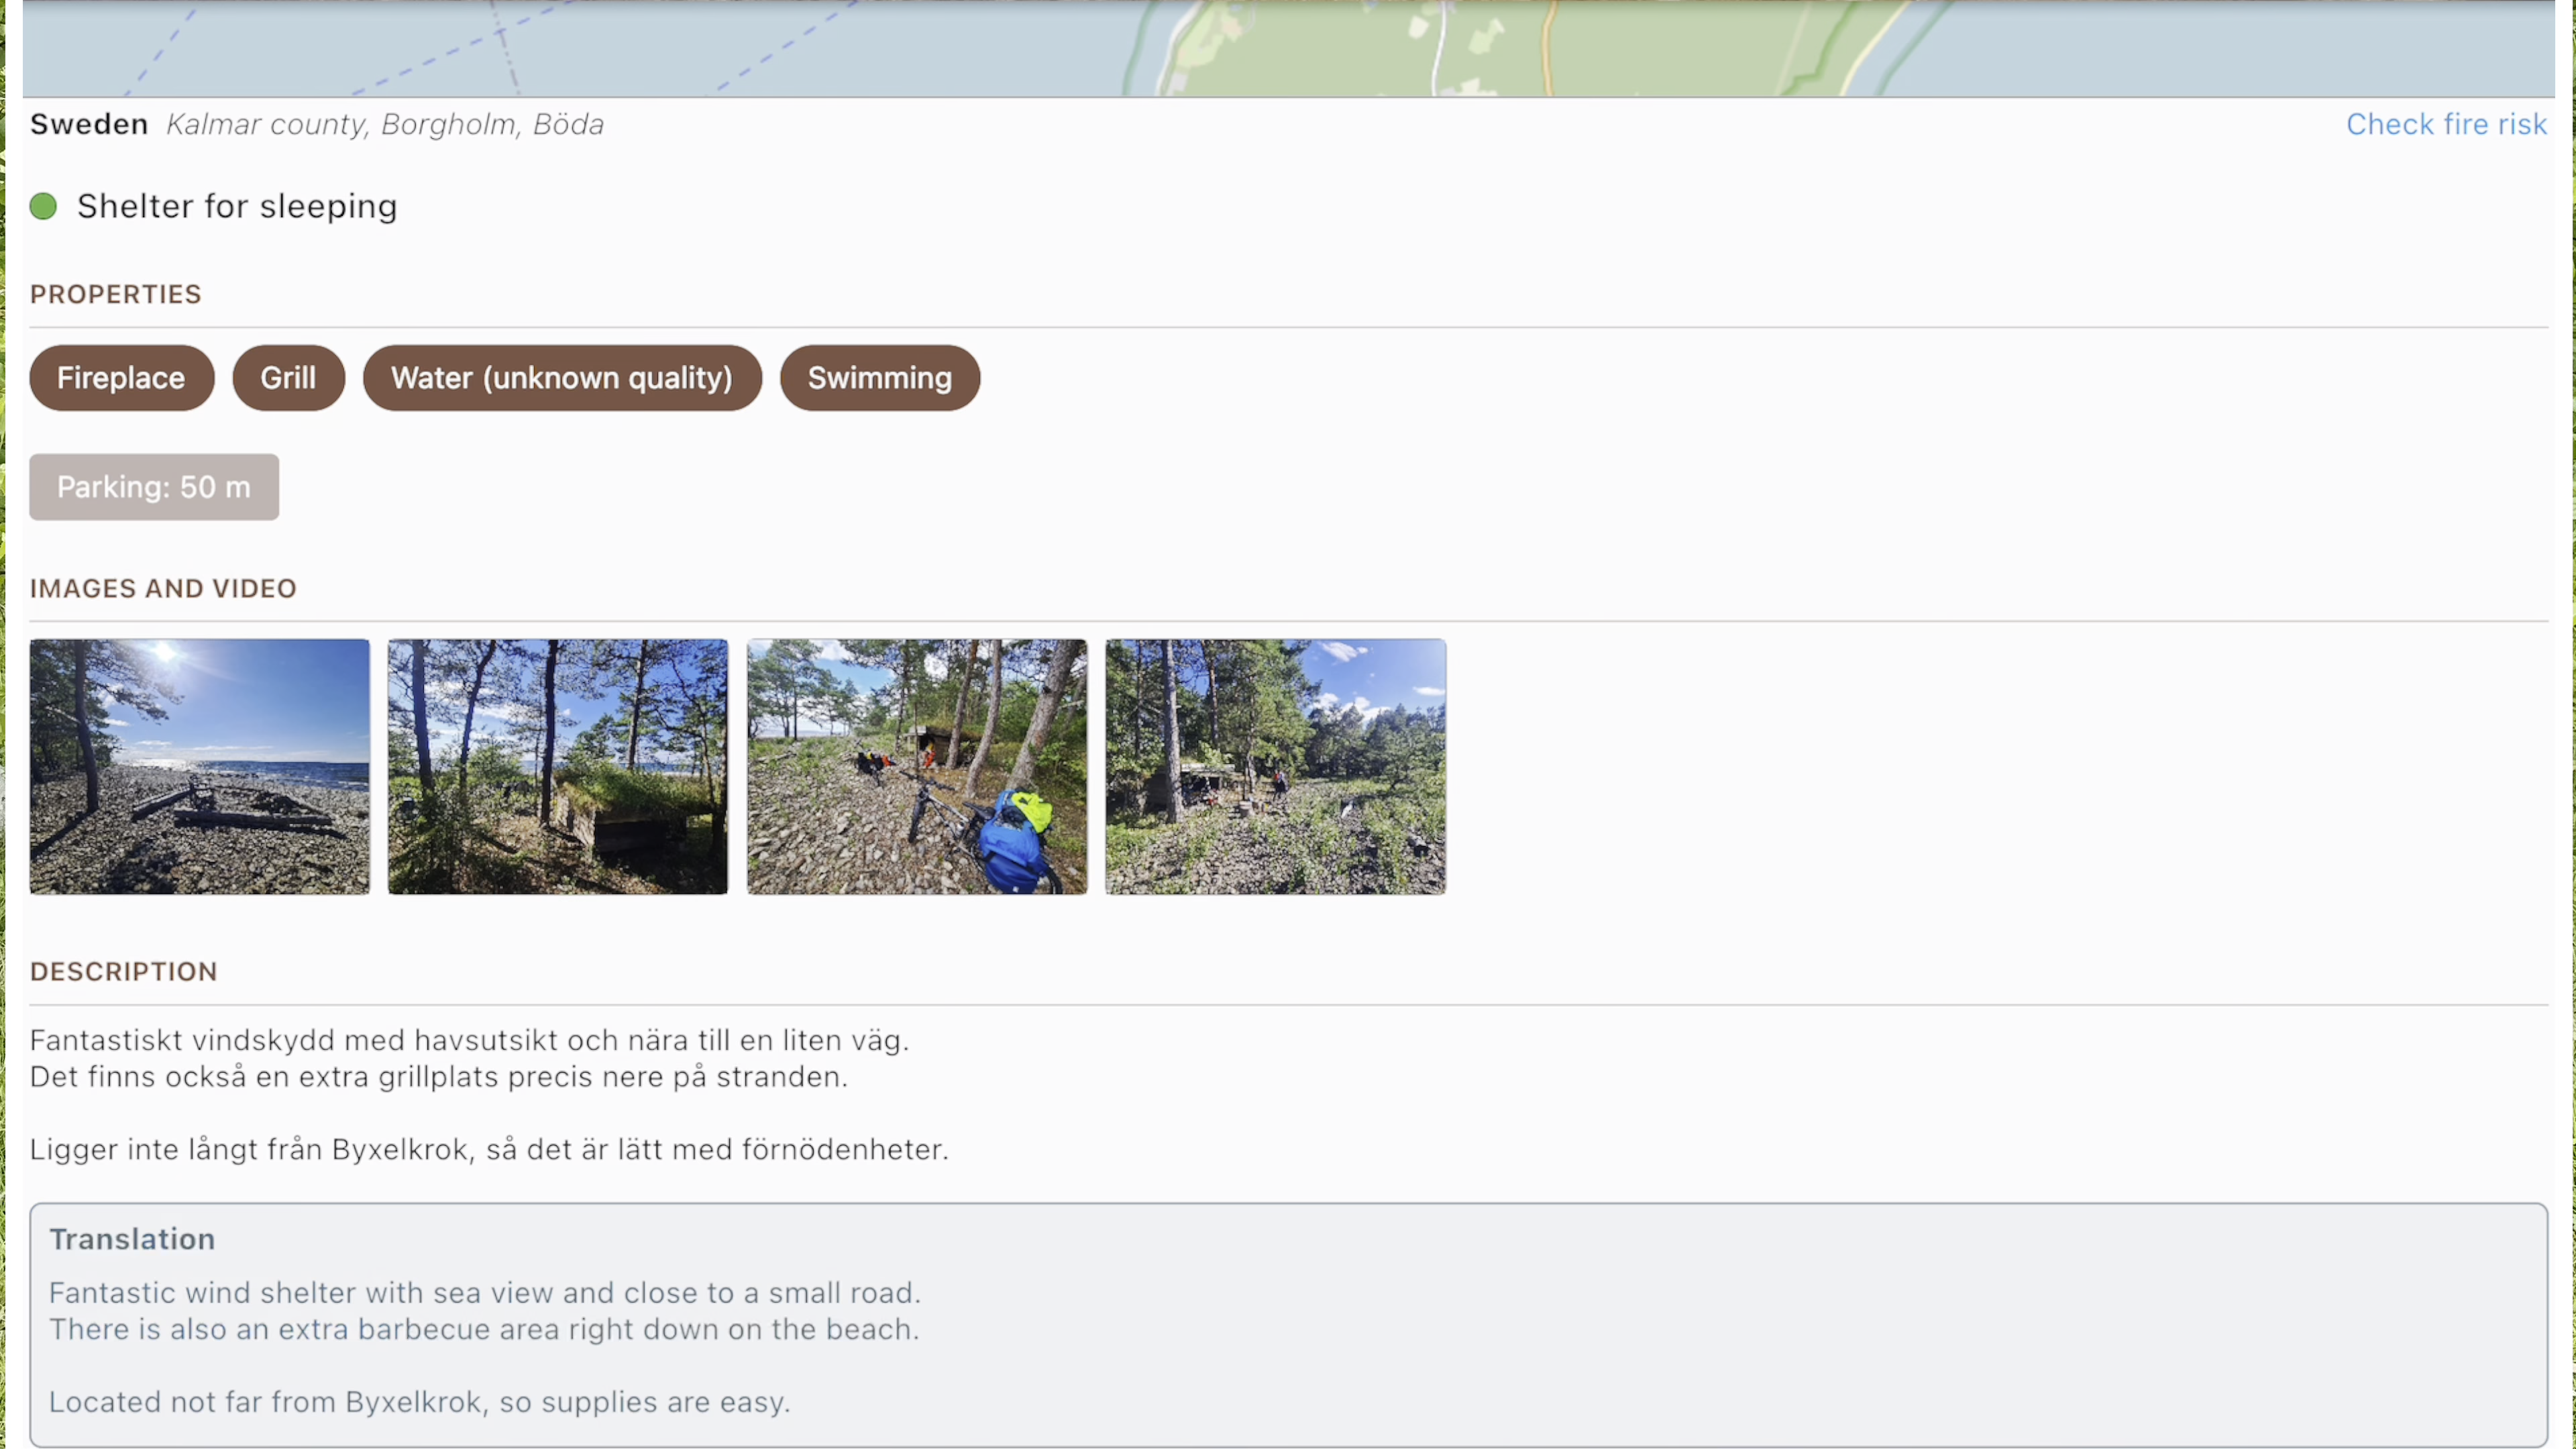 Sweden Kalmar county, Borgholm, Böda
Check fire risk
Shelter for sleeping
PROPERTIES
Fireplace
Grill
Water (unknown quality)
Swimming
Parking: 50 m
IMAGES AND VIDEO
DESCRIPTION
Fantastiskt vindskydd med havsutsikt och nära till en liten väg.
Det finns också en extra grillplats precis nere på stranden.
Ligger inte långt från Byxelkrok, så det är lätt med förnödenheter.
Translation
Fantastic wind shelter with sea view and close to a small road.
There is also an extra barbecue area right down on the beach.
Located not far from Byxelkrok, so supplies are easy.